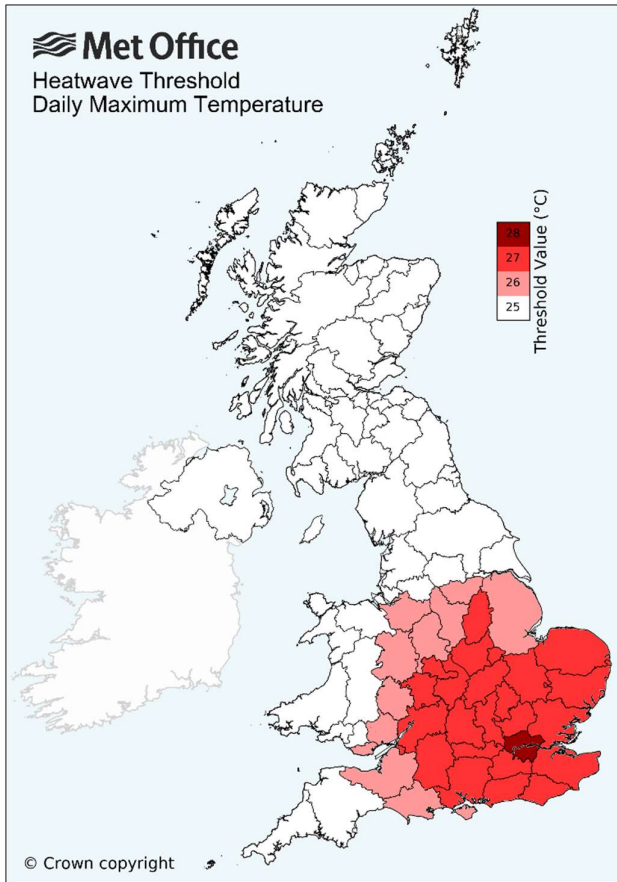 Met Office
Heatwave Threshold
Daily Maximum Temperature
28
27
26
25
Threshold Value (°C)
© Crown copyright